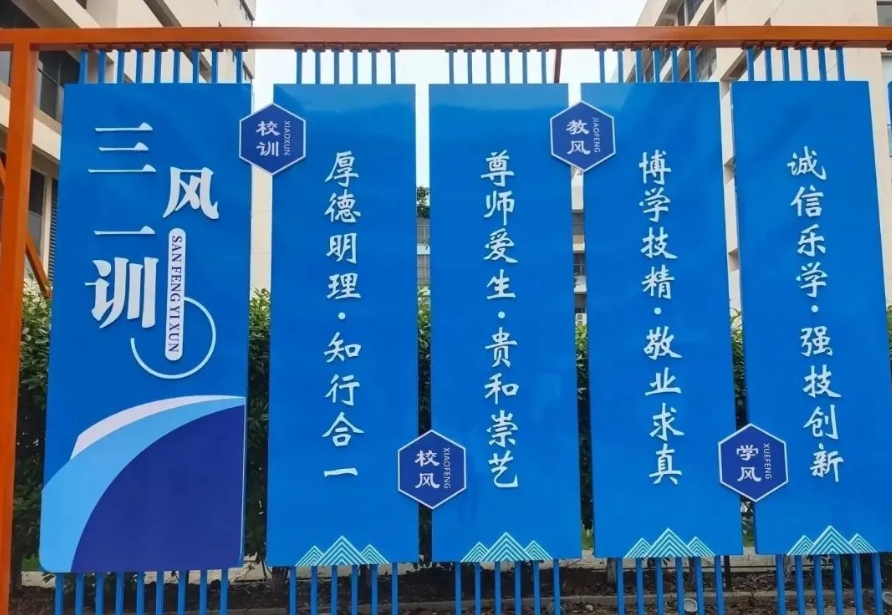 三风一训
SAN FENG YI XUN
校训
XIAOXUN
厚德明理·知行合一
校风
XIAOFENG
尊师爱生·贵和崇艺
教风
JIAOFENG
博学技精·敬业求真
学风
XUEFENG
诚信乐学·强技创新